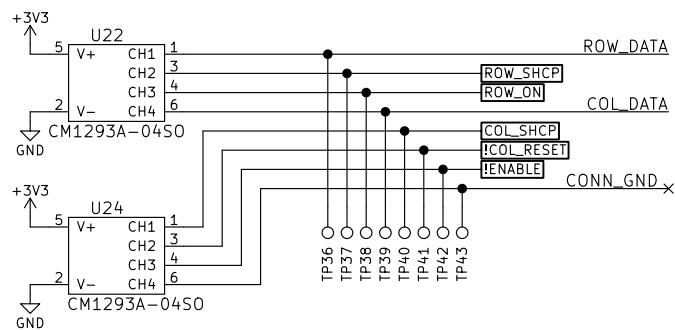 +3V3
U22
5 V+ CH1 1
ROW_DATA
CH2 3
ROW_SHCP
CH3 4
ROW_ON
2 V- CH4 6
COL_DATA
CM1293A-04SO
GND
COL_SHCP
!COL_RESET
!ENABLE
CONN_GND
+3V3
U24
5 V+ CH1 1
CH2 3
CH3 4
2 V- CH4 6
CM1293A-04SO
GND
TP36
TP37
TP38
TP39
TP40
TP41
TP42
TP43